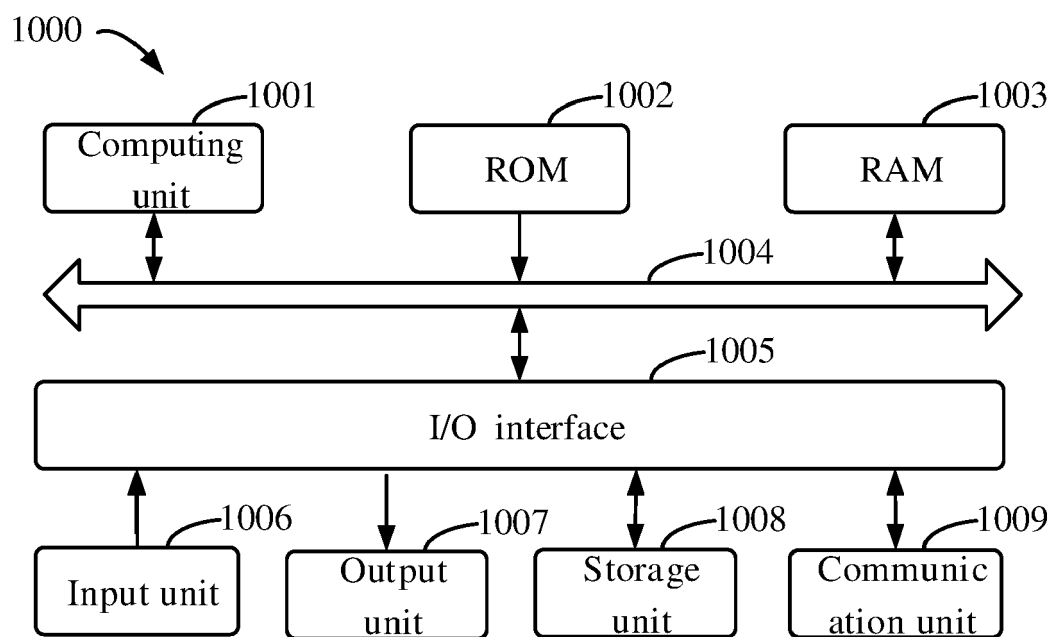 1000
1001
1002
1003
Computing
unit
ROM
RAM
1004
1005
I/O interface
1006
1007
1008
1009
Input unit
Output
unit
Storage
unit
Communic
ation unit